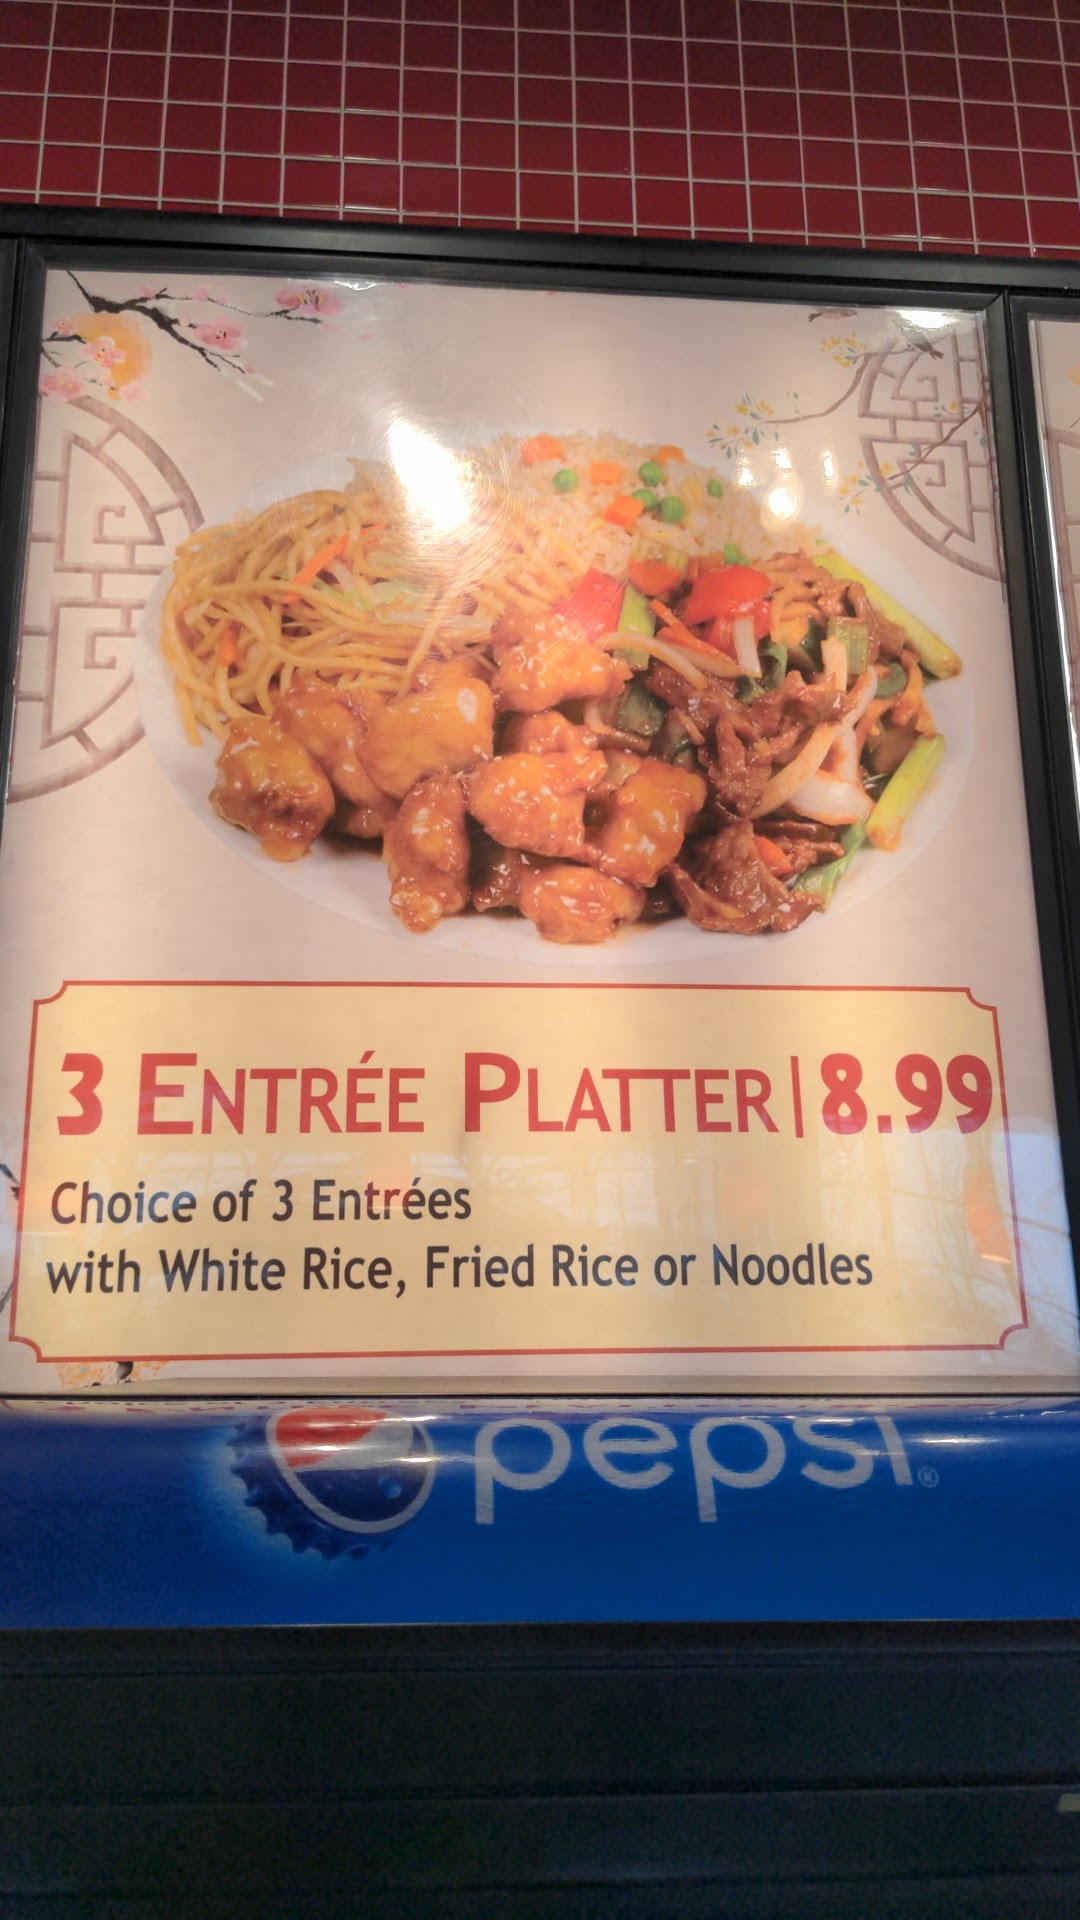 3 ENTRÉE PLATTER | 8.99
Choice of 3 Entrées
with White Rice, Fried Rice or Noodles
pepsi®